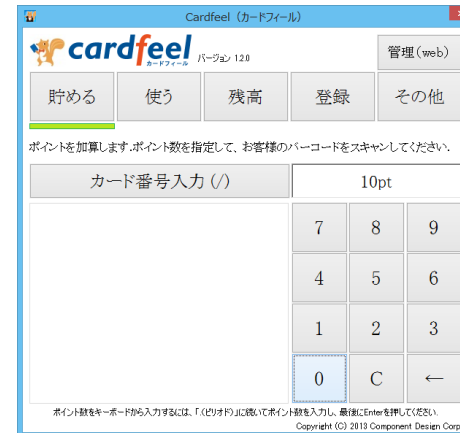 Cardfeel（カードフィール）
cardfeel カードフィール バージョン 1.2.0 管理(web)
貯める 使う 残高 登録 その他
ポイントを加算します.ポイント数を指定して、お客様のバーコードをスキャンしてください.
カード番号入力 (/) 10pt
7 8 9
4 5 6
1 2 3
0 C ←
ポイント数をキーボードから入力するには、「.(ピリオド)」に続いてポイント数を入力し、最後にEnterを押してください.
Copyright (C) 2013 Component Design Corp